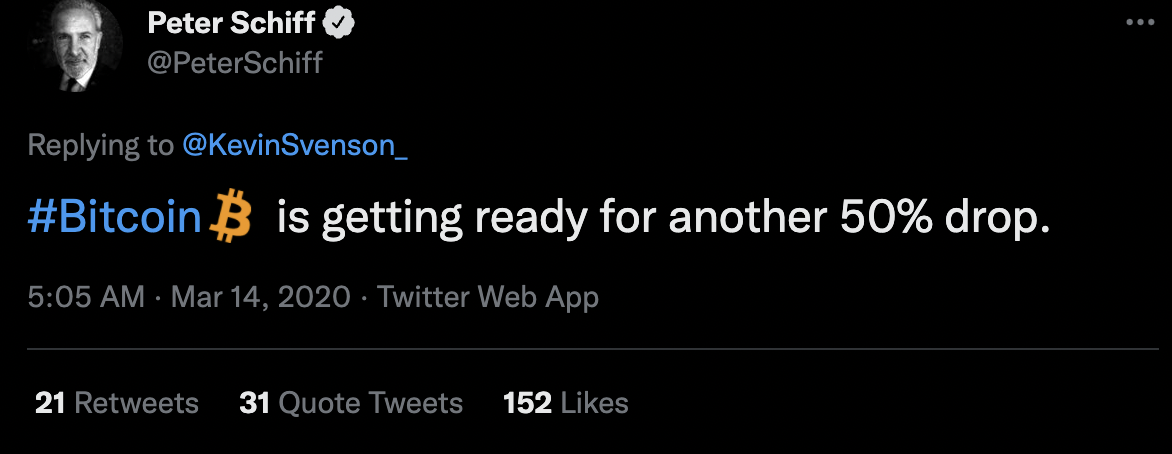 Peter Schiff
@PeterSchiff
Replying to @KevinSvenson_
#Bitcoin is getting ready for another 50% drop.
5:05 AM · Mar 14, 2020 · Twitter Web App
21 Retweets 31 Quote Tweets 152 Likes